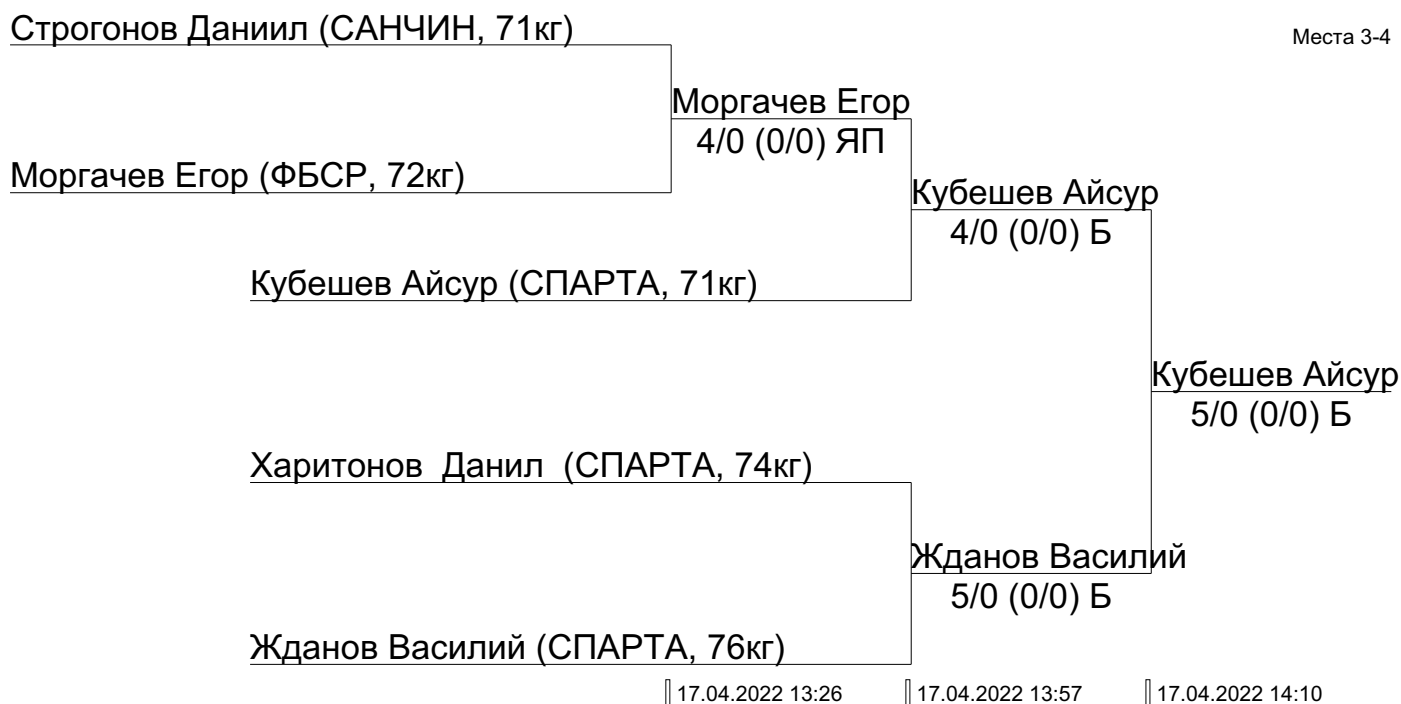 Строгонов Даниил (САНЧИН, 71кг)
Места 3-4
Моргачев Егор
4/0 (0/0) ЯП
Моргачев Егор (ФБСР, 72кг)
Кубешев Айсур
4/0 (0/0) Б
Кубешев Айсур (СПАРТА, 71кг)
Кубешев Айсур
5/0 (0/0) Б
Харитонов Данил (СПАРТА, 74кг)
Жданов Василий
5/0 (0/0) Б
Жданов Василий (СПАРТА, 76кг)
17.04.2022 13:26
17.04.2022 13:57
17.04.2022 14:10